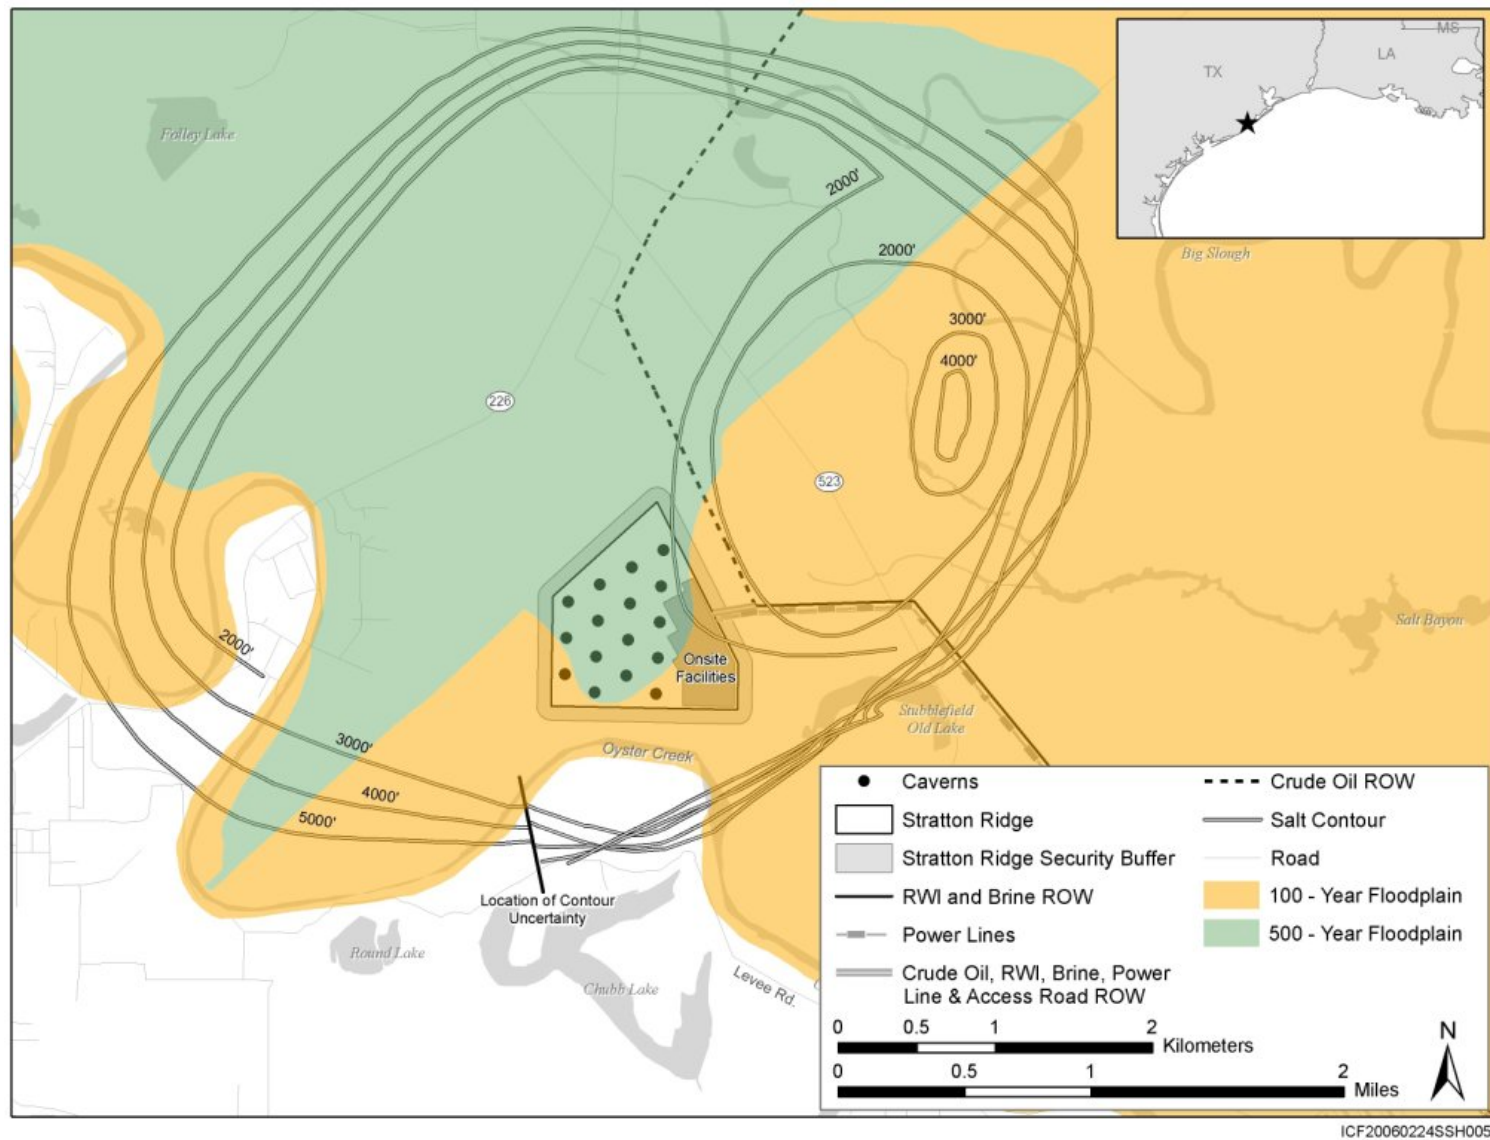 MS
LA
TX
Folley Lake
2000'
2000'
Big Slough
3000'
4000'
226
523
Salt Bayou
2000'
Onsite
Facilities
Stubblefield
Old Lake
3000'
Oyster Creek
4000'
5000'
Location of Contour
Uncertainty
Round Lake
Chubb Lake
Levee Rd.
Caverns
Stratton Ridge
Stratton Ridge Security Buffer
RWI and Brine ROW
Power Lines
Crude Oil, RWI, Brine, Power
Line & Access Road ROW
Crude Oil ROW
Salt Contour
Road
100 - Year Floodplain
500 - Year Floodplain
0 0.5 1 2
Kilometers
0 0.5 1 2
Miles
N
ICF20060224SSH005